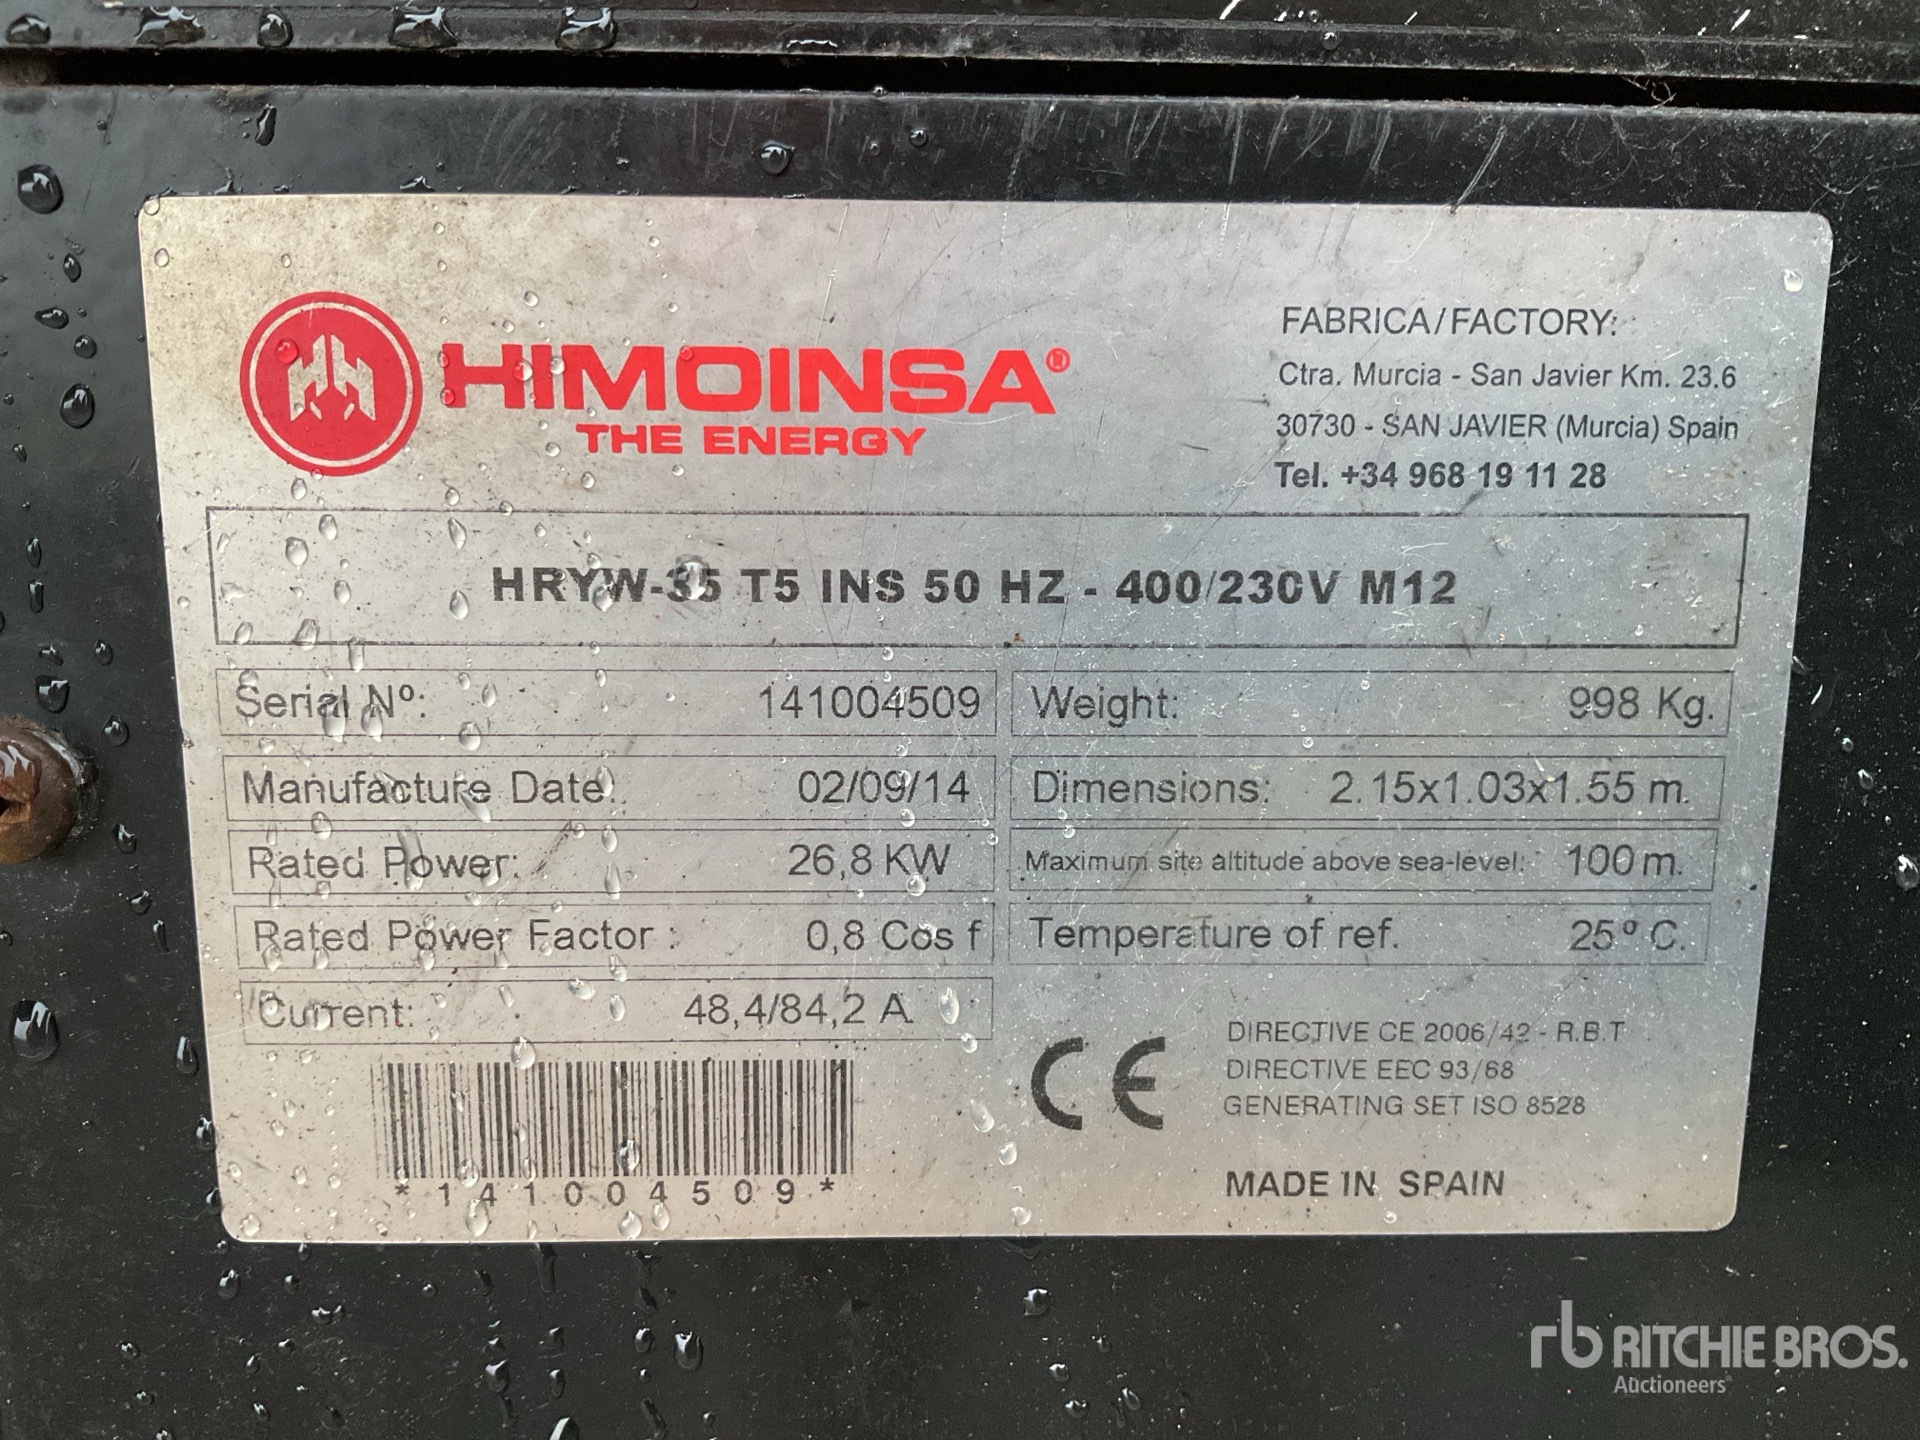 HIMOINSA®
THE ENERGY
FABRICA/FACTORY:
Ctra. Murcia - San Javier Km. 23.6
30730 - SAN JAVIER (Murcia) Spain
Tel. +34 968 19 11 28
HRYW-35 T5 INS 50 HZ - 400/230V M12
Serial Nº: 141004509
Weight: 998 Kg.
Manufacture Date: 02/09/14
Dimensions: 2.15x1.03x1.55 m.
Rated Power: 26,8 KW
Maximum site altitude above sea-level: 100 m.
Rated Power Factor : 0,8 Cos f
Temperature of ref. 25º C.
Current: 48,4/84,2 A
*141004509*
CE
DIRECTIVE CE 2006/42 - R.B.T
DIRECTIVE EEC 93/68
GENERATING SET ISO 8528
MADE IN SPAIN
rb RITCHIE BROS.
Auctioneers